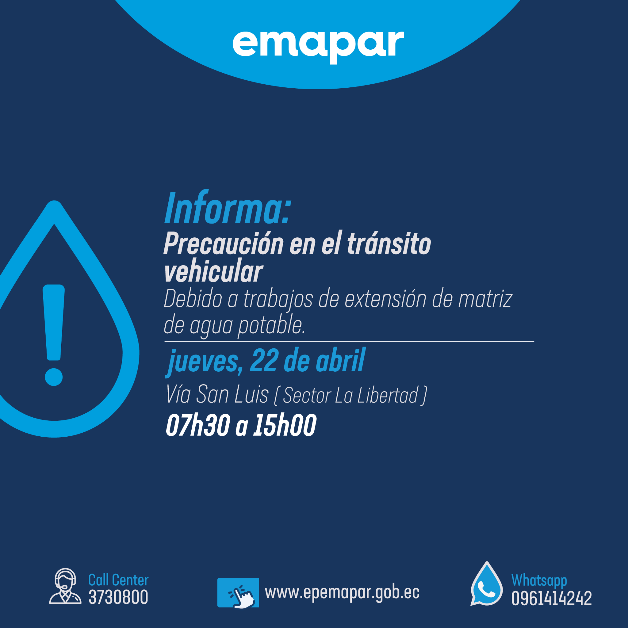 emapar
Informa:
Precaución en el tránsito
vehicular
Debido a trabajos de extensión de matriz
de agua potable.
jueves, 22 de abril
Vía San Luis ( Sector La Libertad )
07h30 a 15h00
Call Center
3730800
www.epemapar.gob.ec
Whatsapp
0961414242